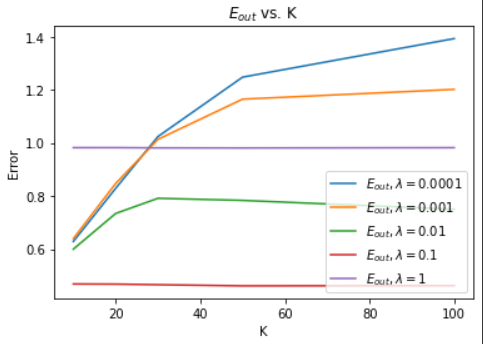 E_out vs. K
Error
1.4
1.2
1.0
0.8
0.6
E_out, λ = 0.0001
E_out, λ = 0.001
E_out, λ = 0.01
E_out, λ = 0.1
E_out, λ = 1
20
40
60
80
100
K